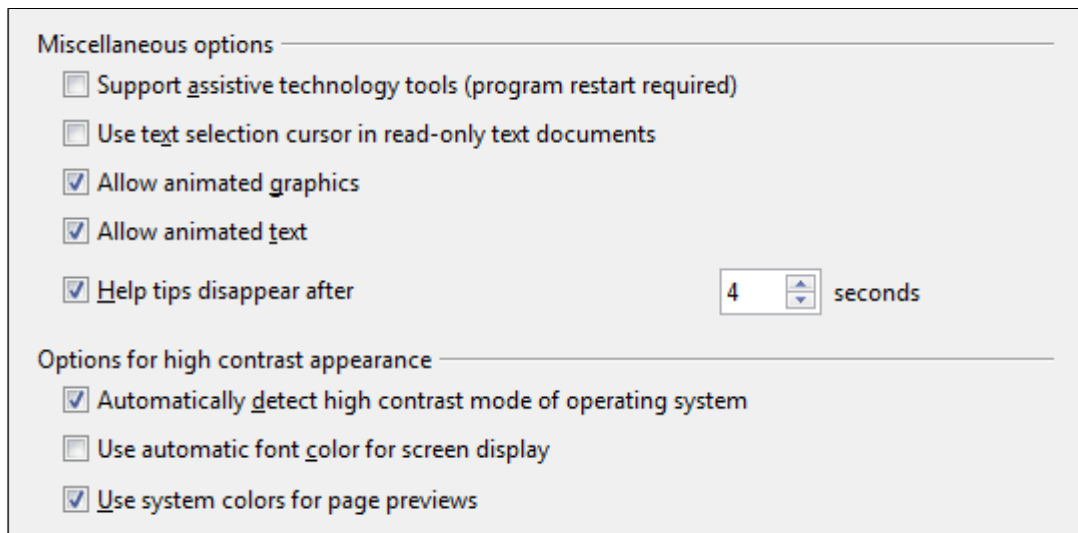 Miscellaneous options
Support assistive technology tools (program restart required)
Use text selection cursor in read-only text documents
Allow animated graphics
Allow animated text
Help tips disappear after 4 seconds
Options for high contrast appearance
Automatically detect high contrast mode of operating system
Use automatic font color for screen display
Use system colors for page previews